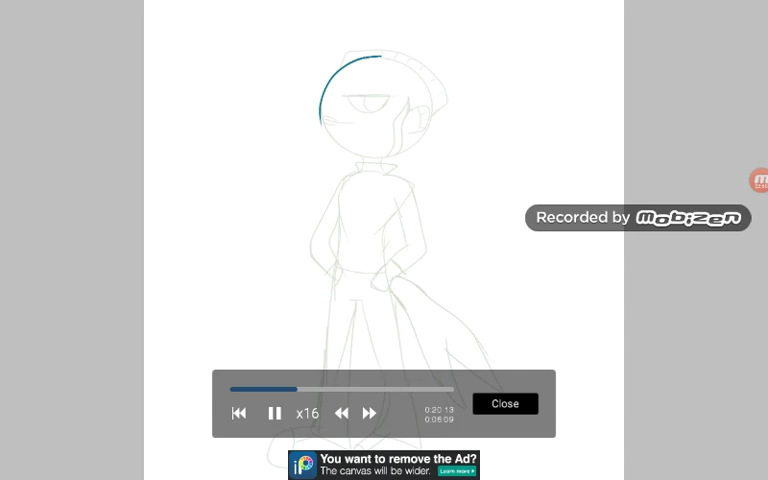 Recorded by mobizen
x16
0:20:13
0:06:09
Close
iP
You want to remove the Ad?
The canvas will be wider.
Learn more